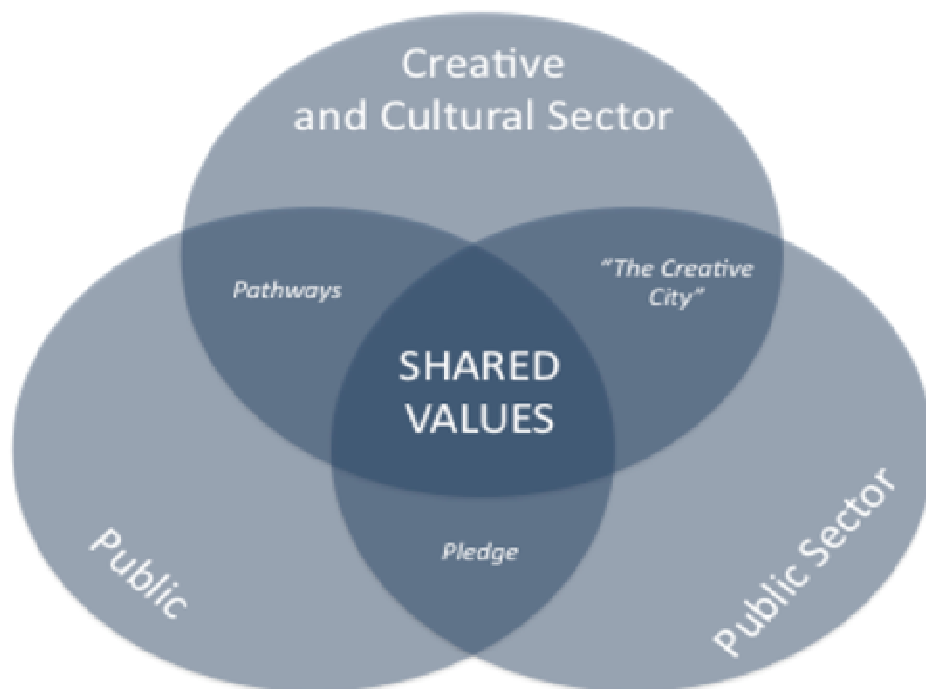 Creative
and Cultural Sector
Pathways
“The Creative
City”
SHARED
VALUES
Public
Pledge
Public Sector